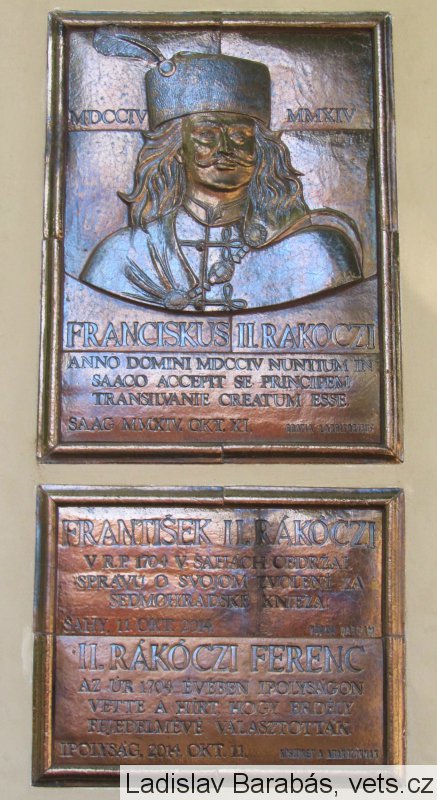 MDCCIV MMXIV
FRANCISKUS II. RAKOCZI
ANNO DOMINI MDCCIV NUNTIUM IN
SAACO ACCEPIT SE PRINCIPEM
TRANSILVANIE CREATUM ESSE
SAAG MMXIV. OKT. XI.
FRANTIŠEK II. RÁKÓCZI
V R.P. 1704 V ŠAHÁCH OBDRŽAL
SPRÁVU O SVOJOM ZVOLENÍ ZA
SEDMOHRADSKÉ KNIEŽA
ŠAHY, 11. OKT. 2014
II. RÁKÓCZI FERENC
AZ ÚR 1704. ÉVÉBEN IPOLYSÁGON
VETTE A HÍRT HOGY ERDÉLY
FEJEDELMÉVÉ VÁLASZTOTTÁK
IPOLYSÁG, 2014. OKT. 11.
Ladislav Barabás, vets.cz